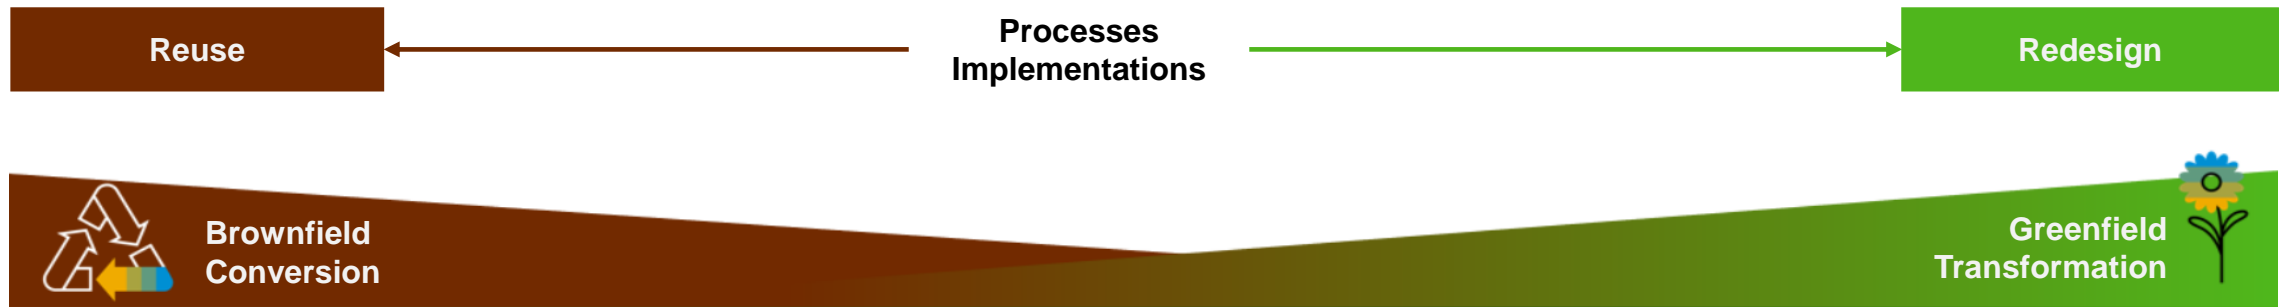 Reuse
Processes
Implementations
Redesign
Brownfield
Conversion
Greenfield
Transformation